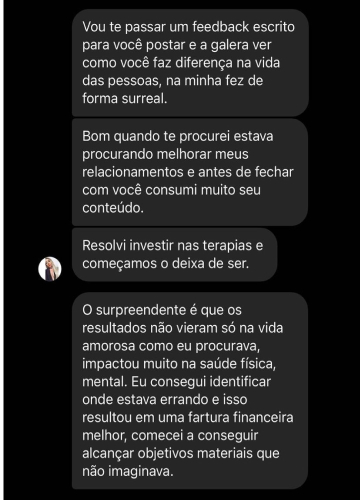 Vou te passar um feedback escrito
para você postar e a galera ver
como você faz diferença na vida
das pessoas, na minha fez de
forma surreal.
Bom quando te procurei estava
procurando melhorar meus
relacionamentos e antes de fechar
com você consumi muito seu
conteúdo.
Resolvi investir nas terapias e
começamos o deixa de ser.
O surpreendente é que os
resultados não vieram só na vida
amorosa como eu procurava,
impactou muito na saúde física,
mental. Eu consegui identificar
onde estava errando e isso
resultou em uma fartura financeira
melhor, comecei a conseguir
alcançar objetivos materiais que
não imaginava.